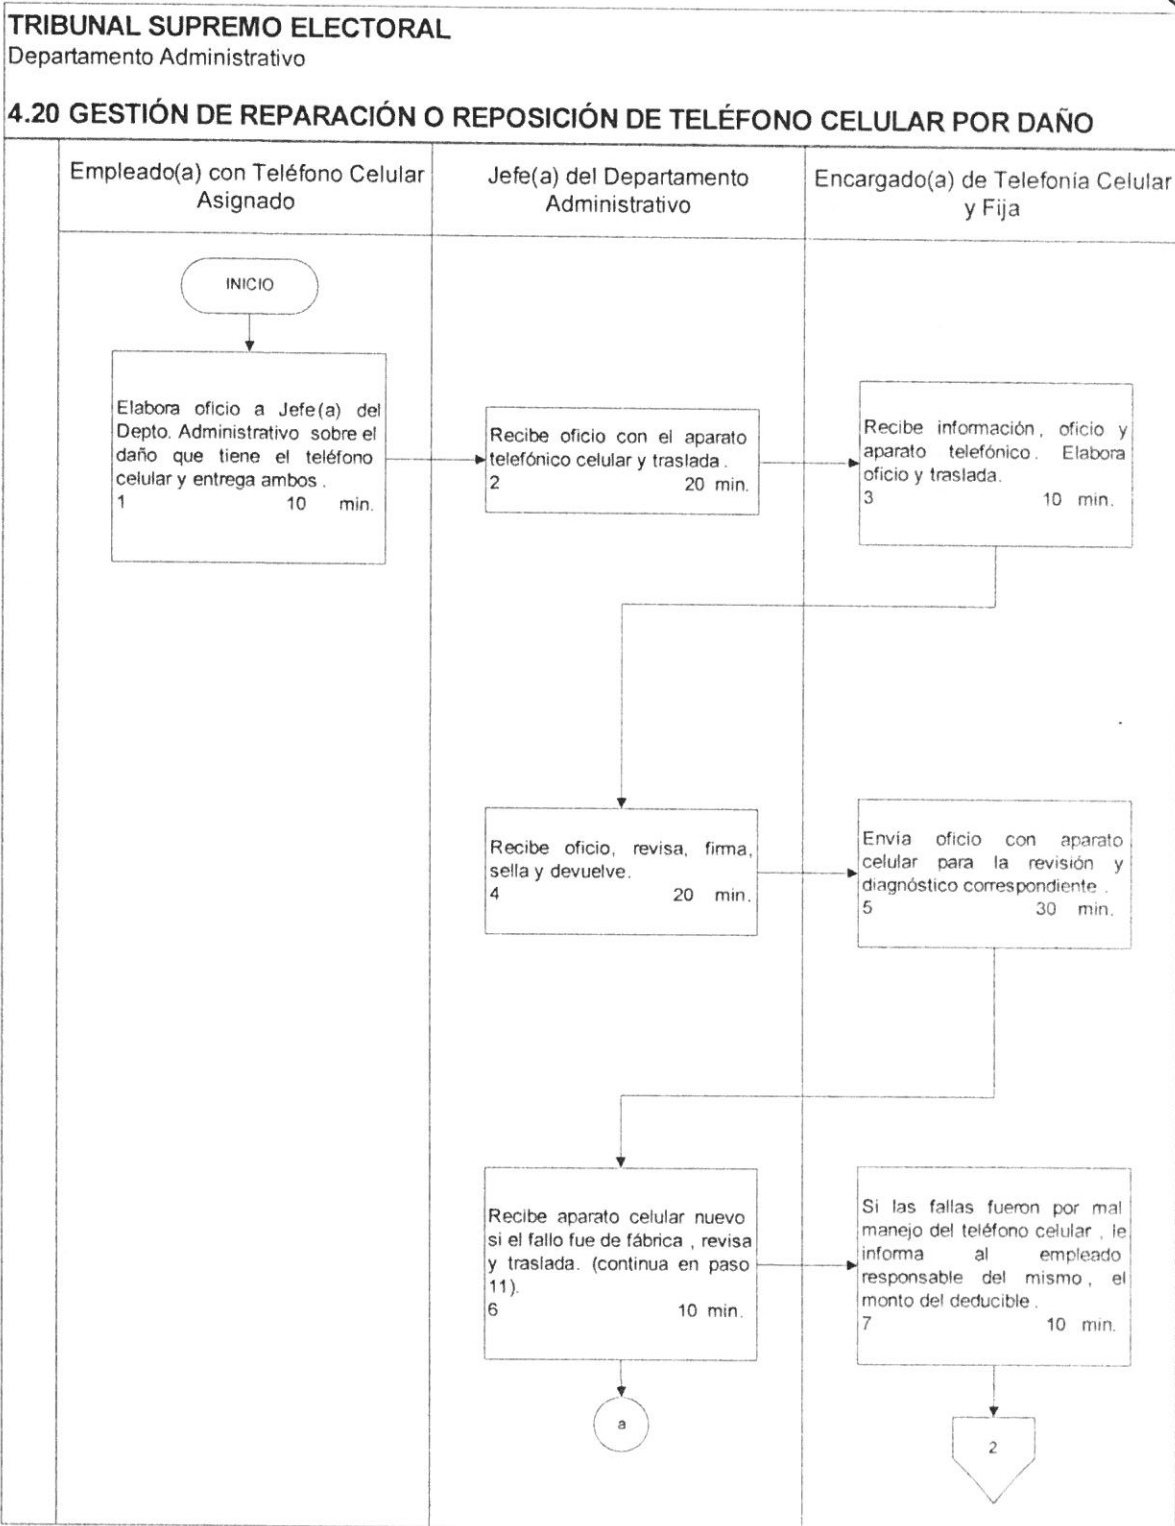 TRIBUNAL SUPREMO ELECTORAL
Departamento Administrativo
4.20 GESTIÓN DE REPARACIÓN O REPOSICIÓN DE TELÉFONO CELULAR POR DAÑO
Empleado(a) con Teléfono Celular
Asignado
Jefe(a) del Departamento
Administrativo
Encargado(a) de Telefonía Celular
y Fija
INICIO
Elabora oficio a Jefe(a) del
Depto. Administrativo sobre el
daño que tiene el teléfono
celular y entrega ambos .
1 10 min.
Recibe oficio con el aparato
telefónico celular y traslada .
2 20 min.
Recibe información , oficio y
aparato telefónico . Elabora
oficio y traslada.
3 10 min.
Recibe oficio, revisa, firma,
sella y devuelve.
4 20 min.
Envia oficio con aparato
celular para la revisión y
diagnóstico correspondiente .
5 30 min.
Recibe aparato celular nuevo
si el fallo fue de fábrica , revisa
y traslada. (continua en paso
11).
6 10 min.
Si las fallas fueron por mal
manejo del teléfono celular , le
informa al empleado
responsable del mismo , el
monto del deducible .
7 10 min.
a
2